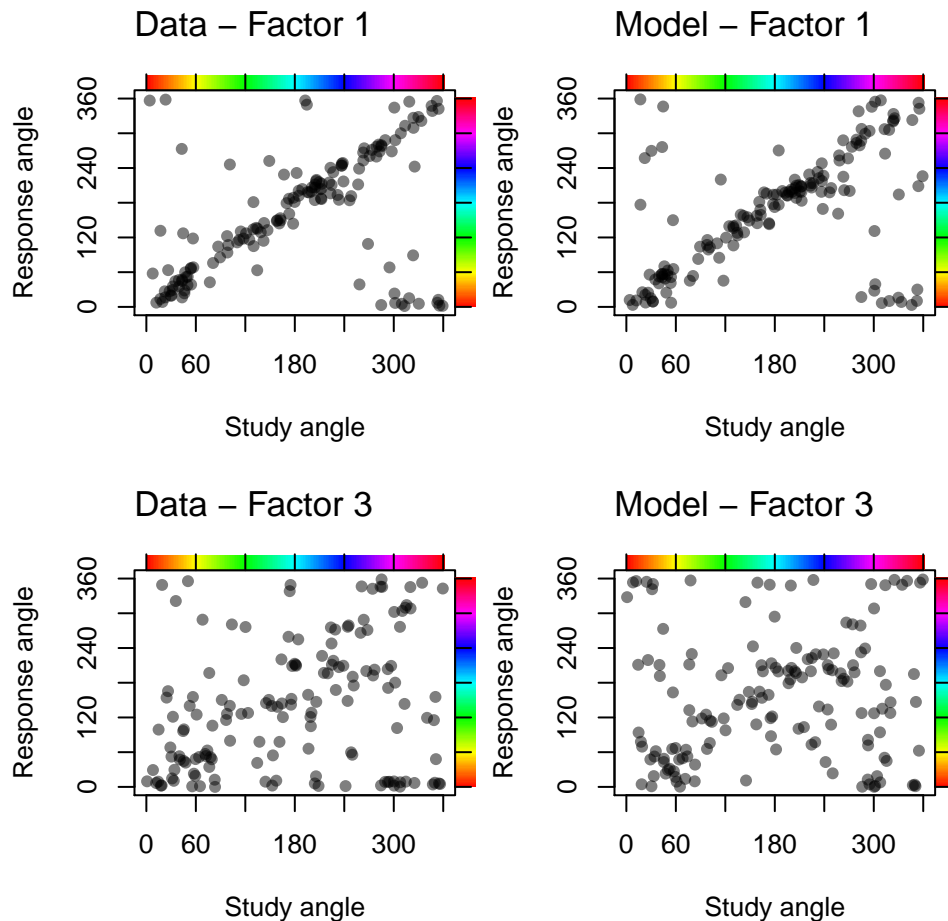 Data – Factor 1
Response angle
0 120 240 360
0 60 180 300
Study angle
Model – Factor 1
Response angle
0 120 240 360
0 60 180 300
Study angle
Data – Factor 3
Response angle
0 120 240 360
0 60 180 300
Study angle
Model – Factor 3
Response angle
0 120 240 360
0 60 180 300
Study angle